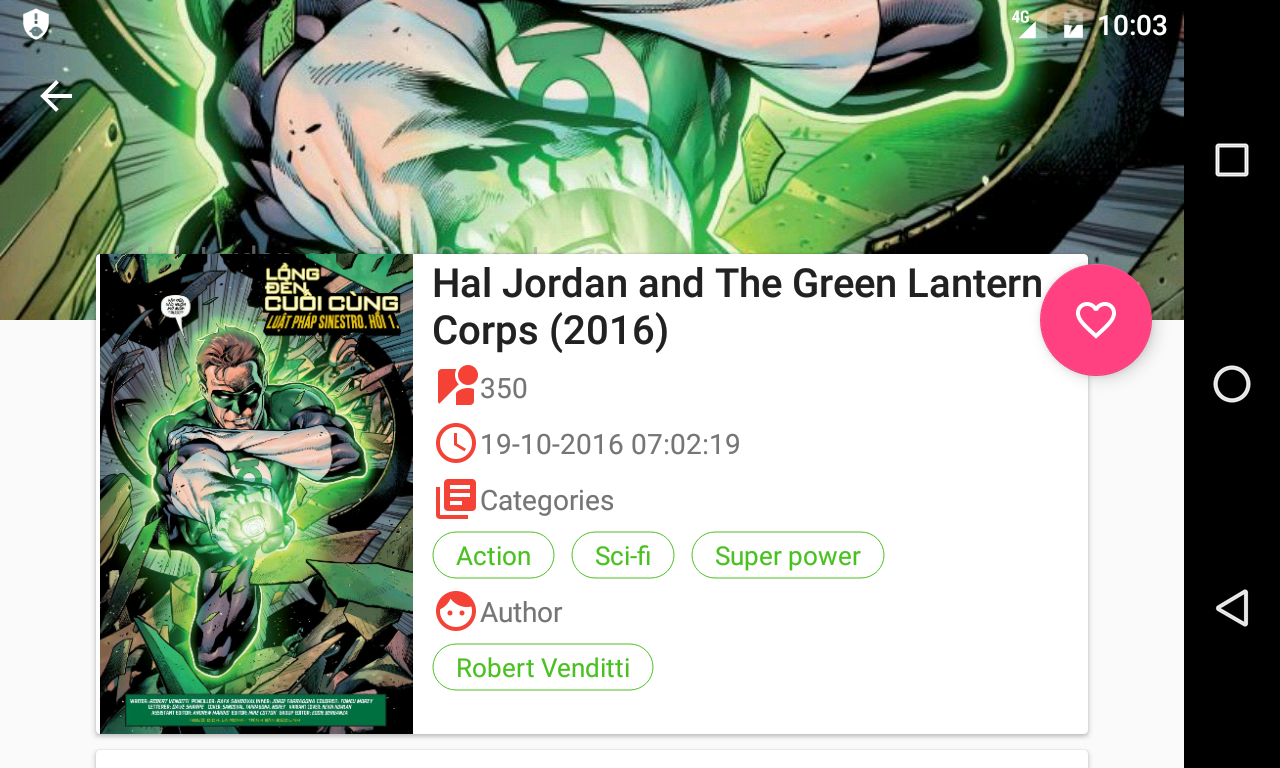 4G
10:03
LỒNG
ĐÈN
CUỐI CÙNG
LUẬT PHÁP SINESTRO. HỒI 1.
Hal Jordan and The Green Lantern
Corps (2016)
350
19-10-2016 07:02:19
Categories
Action
Sci-fi
Super power
Author
Robert Venditti